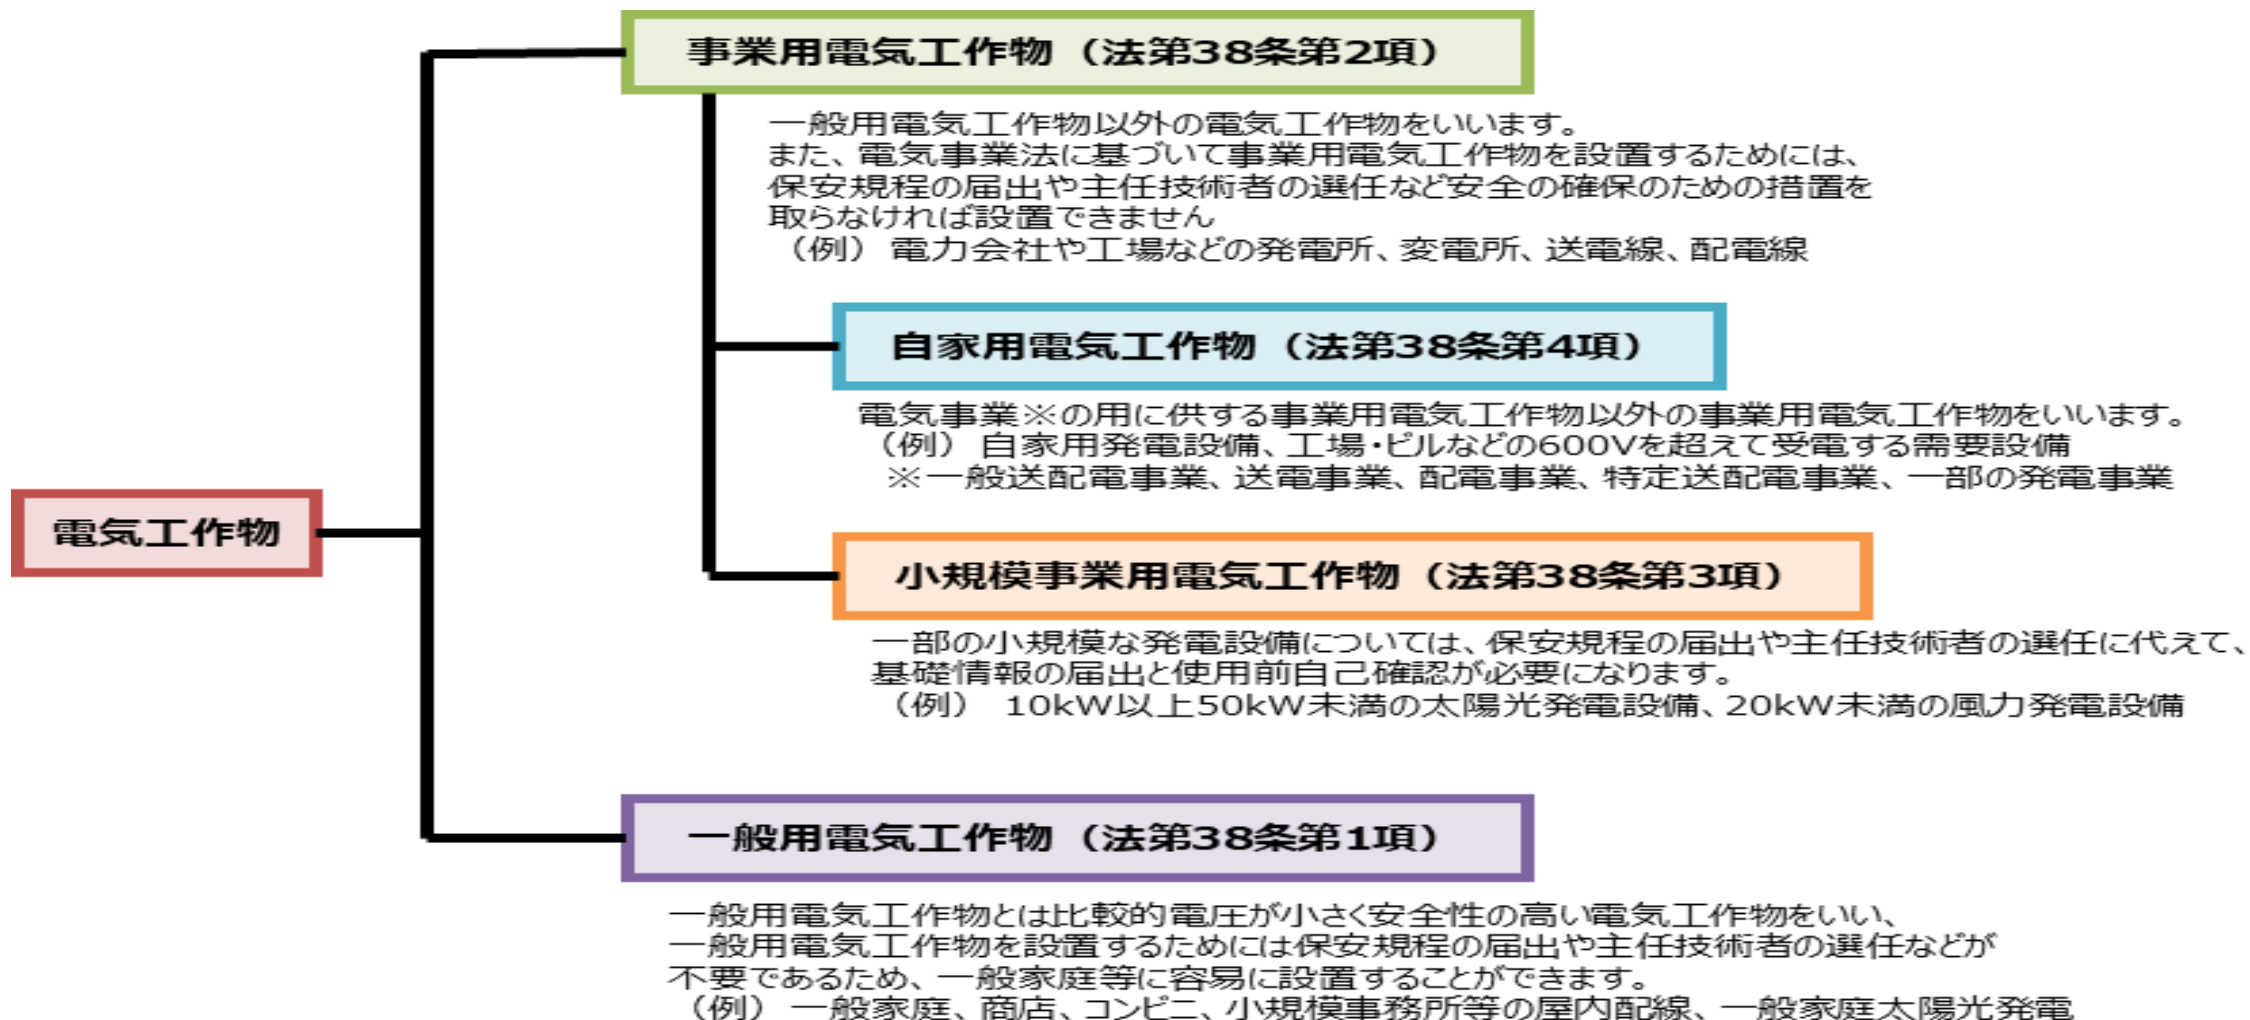 事業用電気工作物（法第38条第2項）
一般用電気工作物以外の電気工作物をいいます。
また、電気事業法に基づいて事業用電気工作物を設置するためには、
保安規程の届出や主任技術者の選任など安全の確保のための措置を
取らなければ設置できません
（例） 電力会社や工場などの発電所、変電所、送電線、配電線
自家用電気工作物（法第38条第4項）
電気事業※の用に供する事業用電気工作物以外の事業用電気工作物をいいます。
（例） 自家用発電設備、工場・ビルなどの600Vを超えて受電する需要設備
※一般送配電事業、送電事業、配電事業、特定送配電事業、一部の発電事業
電気工作物
小規模事業用電気工作物（法第38条第3項）
一部の小規模な発電設備については、保安規程の届出や主任技術者の選任に代えて、
基礎情報の届出と使用前自己確認が必要になります。
（例） 10kW以上50kW未満の太陽光発電設備、20kW未満の風力発電設備
一般用電気工作物（法第38条第1項）
一般用電気工作物とは比較的電圧が小さく安全性の高い電気工作物をいい、
一般用電気工作物を設置するためには保安規程の届出や主任技術者の選任などが
不要であるため、一般家庭等に容易に設置することができます。
（例） 一般家庭、商店、コンビニ、小規模事務所等の屋内配線、一般家庭太陽光発電